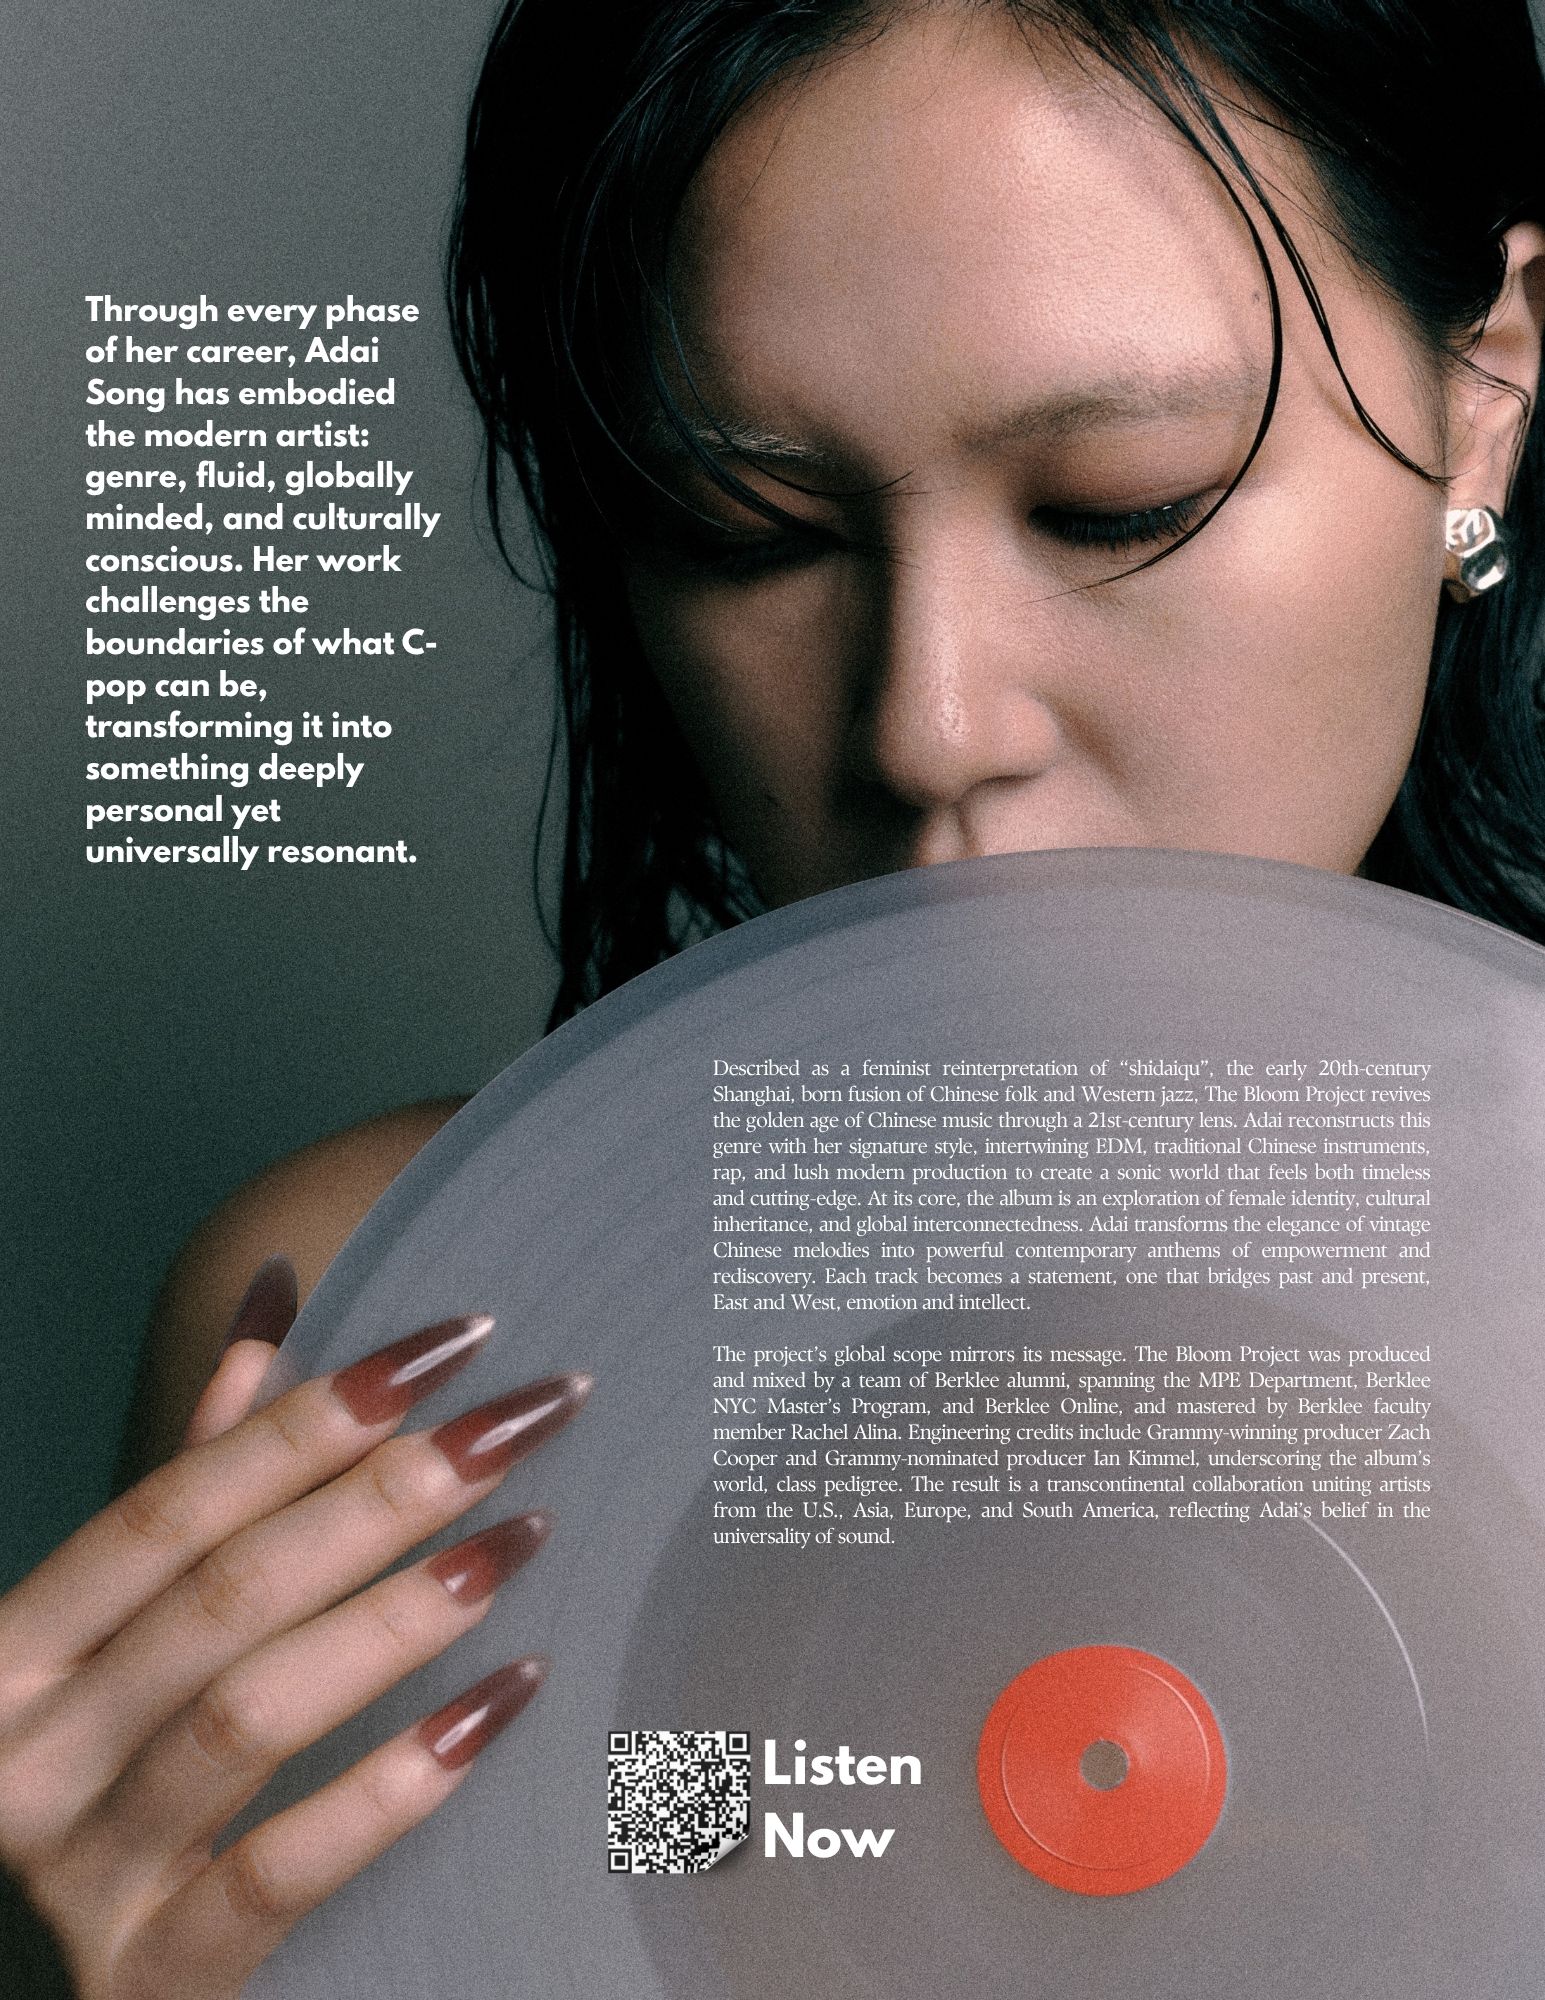 Through every phase
of her career, Adai
Song has embodied
the modern artist:
genre, fluid, globally
minded, and culturally
conscious. Her work
challenges the
boundaries of what C-
pop can be,
transforming it into
something deeply
personal yet
universally resonant.
Described as a feminist reinterpretation of “shidaiqu”, the early 20th-century
Shanghai, born fusion of Chinese folk and Western jazz, The Bloom Project revives
the golden age of Chinese music through a 21st-century lens. Adai reconstructs this
genre with her signature style, intertwining EDM, traditional Chinese instruments,
rap, and lush modern production to create a sonic world that feels both timeless
and cutting-edge. At its core, the album is an exploration of female identity, cultural
inheritance, and global interconnectedness. Adai transforms the elegance of vintage
Chinese melodies into powerful contemporary anthems of empowerment and
rediscovery. Each track becomes a statement, one that bridges past and present,
East and West, emotion and intellect.
The project’s global scope mirrors its message. The Bloom Project was produced
and mixed by a team of Berklee alumni, spanning the MPE Department, Berklee
NYC Master’s Program, and Berklee Online, and mastered by Berklee faculty
member Rachel Alina. Engineering credits include Grammy-winning producer Zach
Cooper and Grammy-nominated producer Ian Kimmel, underscoring the album’s
world, class pedigree. The result is a transcontinental collaboration uniting artists
from the U.S., Asia, Europe, and South America, reflecting Adai’s belief in the
universality of sound.
Listen
Now